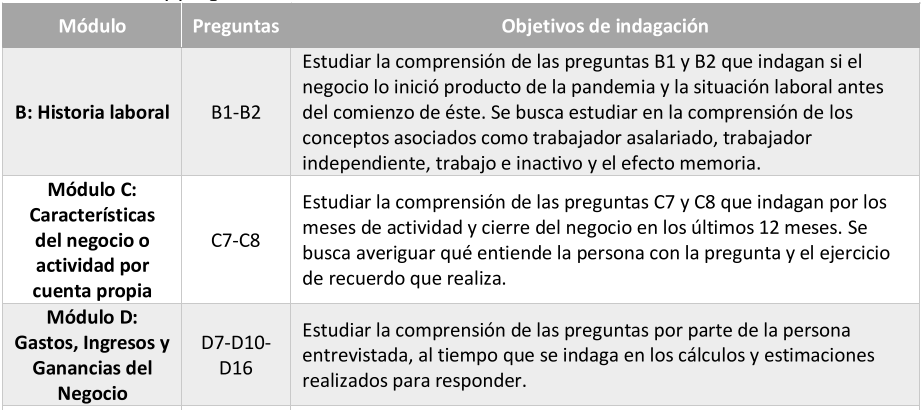 Módulo Preguntas Objetivos de indagación
B: Historia laboral
B1-B2
Estudiar la comprensión de las preguntas B1 y B2 que indagan si el
negocio lo inició producto de la pandemia y la situación laboral antes
del comienzo de éste. Se busca estudiar en la comprensión de los
conceptos asociados como trabajador asalariado, trabajador
independiente, trabajo e inactivo y el efecto memoria.
Módulo C:
Características
del negocio o
actividad por
cuenta propia
C7-C8
Estudiar la comprensión de las preguntas C7 y C8 que indagan por los
meses de actividad y cierre del negocio en los últimos 12 meses. Se
busca averiguar qué entiende la persona con la pregunta y el ejercicio
de recuerdo que realiza.
Módulo D:
Gastos, Ingresos y
Ganancias del
Negocio
D7-D10-
D16
Estudiar la comprensión de las preguntas por parte de la persona
entrevistada, al tiempo que se indaga en los cálculos y estimaciones
realizados para responder.